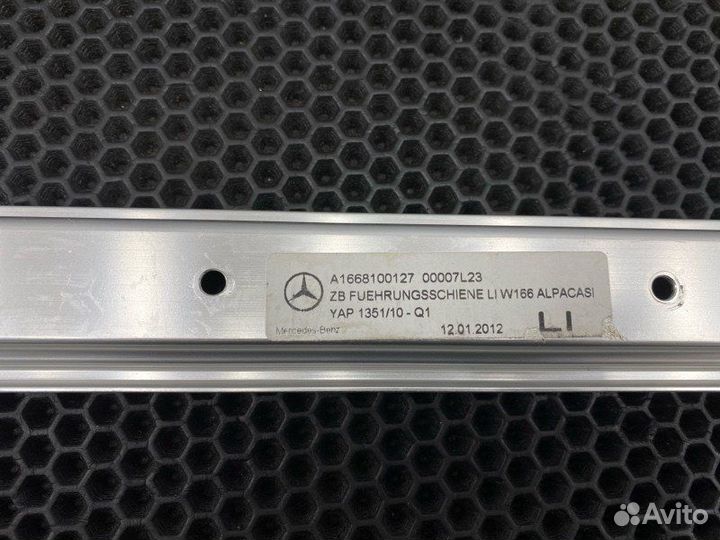 A1668100127 00007L23
ZB FUEHRUNGSSCHIENE LI W166 ALPACASI
YAP 1351/10 - Q1
Mercedes-Benz 12.01.2012 LI
Avito